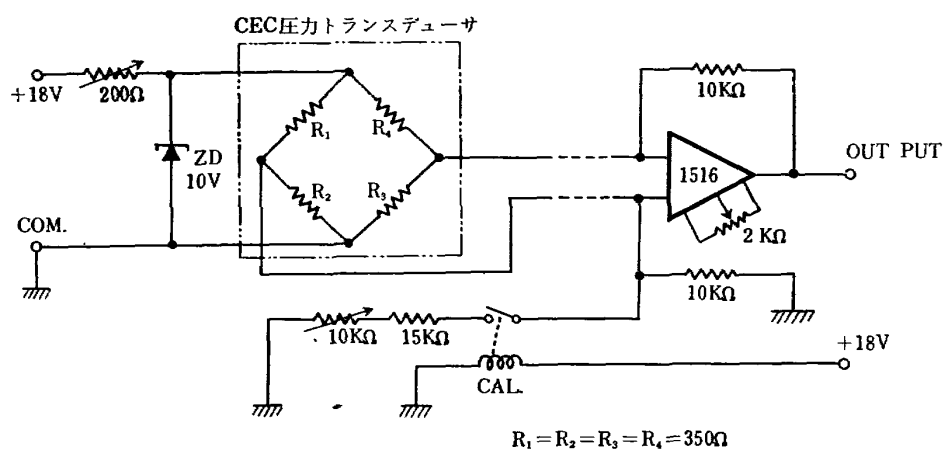 CEC圧力トランスデューサ
+18V
200Ω
R₁
R₄
10KΩ
ZD
10V
R₂
R₃
1516
OUT PUT
COM.
2 KΩ
10KΩ
10KΩ
15KΩ
+18V
CAL.
R₁=R₂=R₃=R₄=350Ω